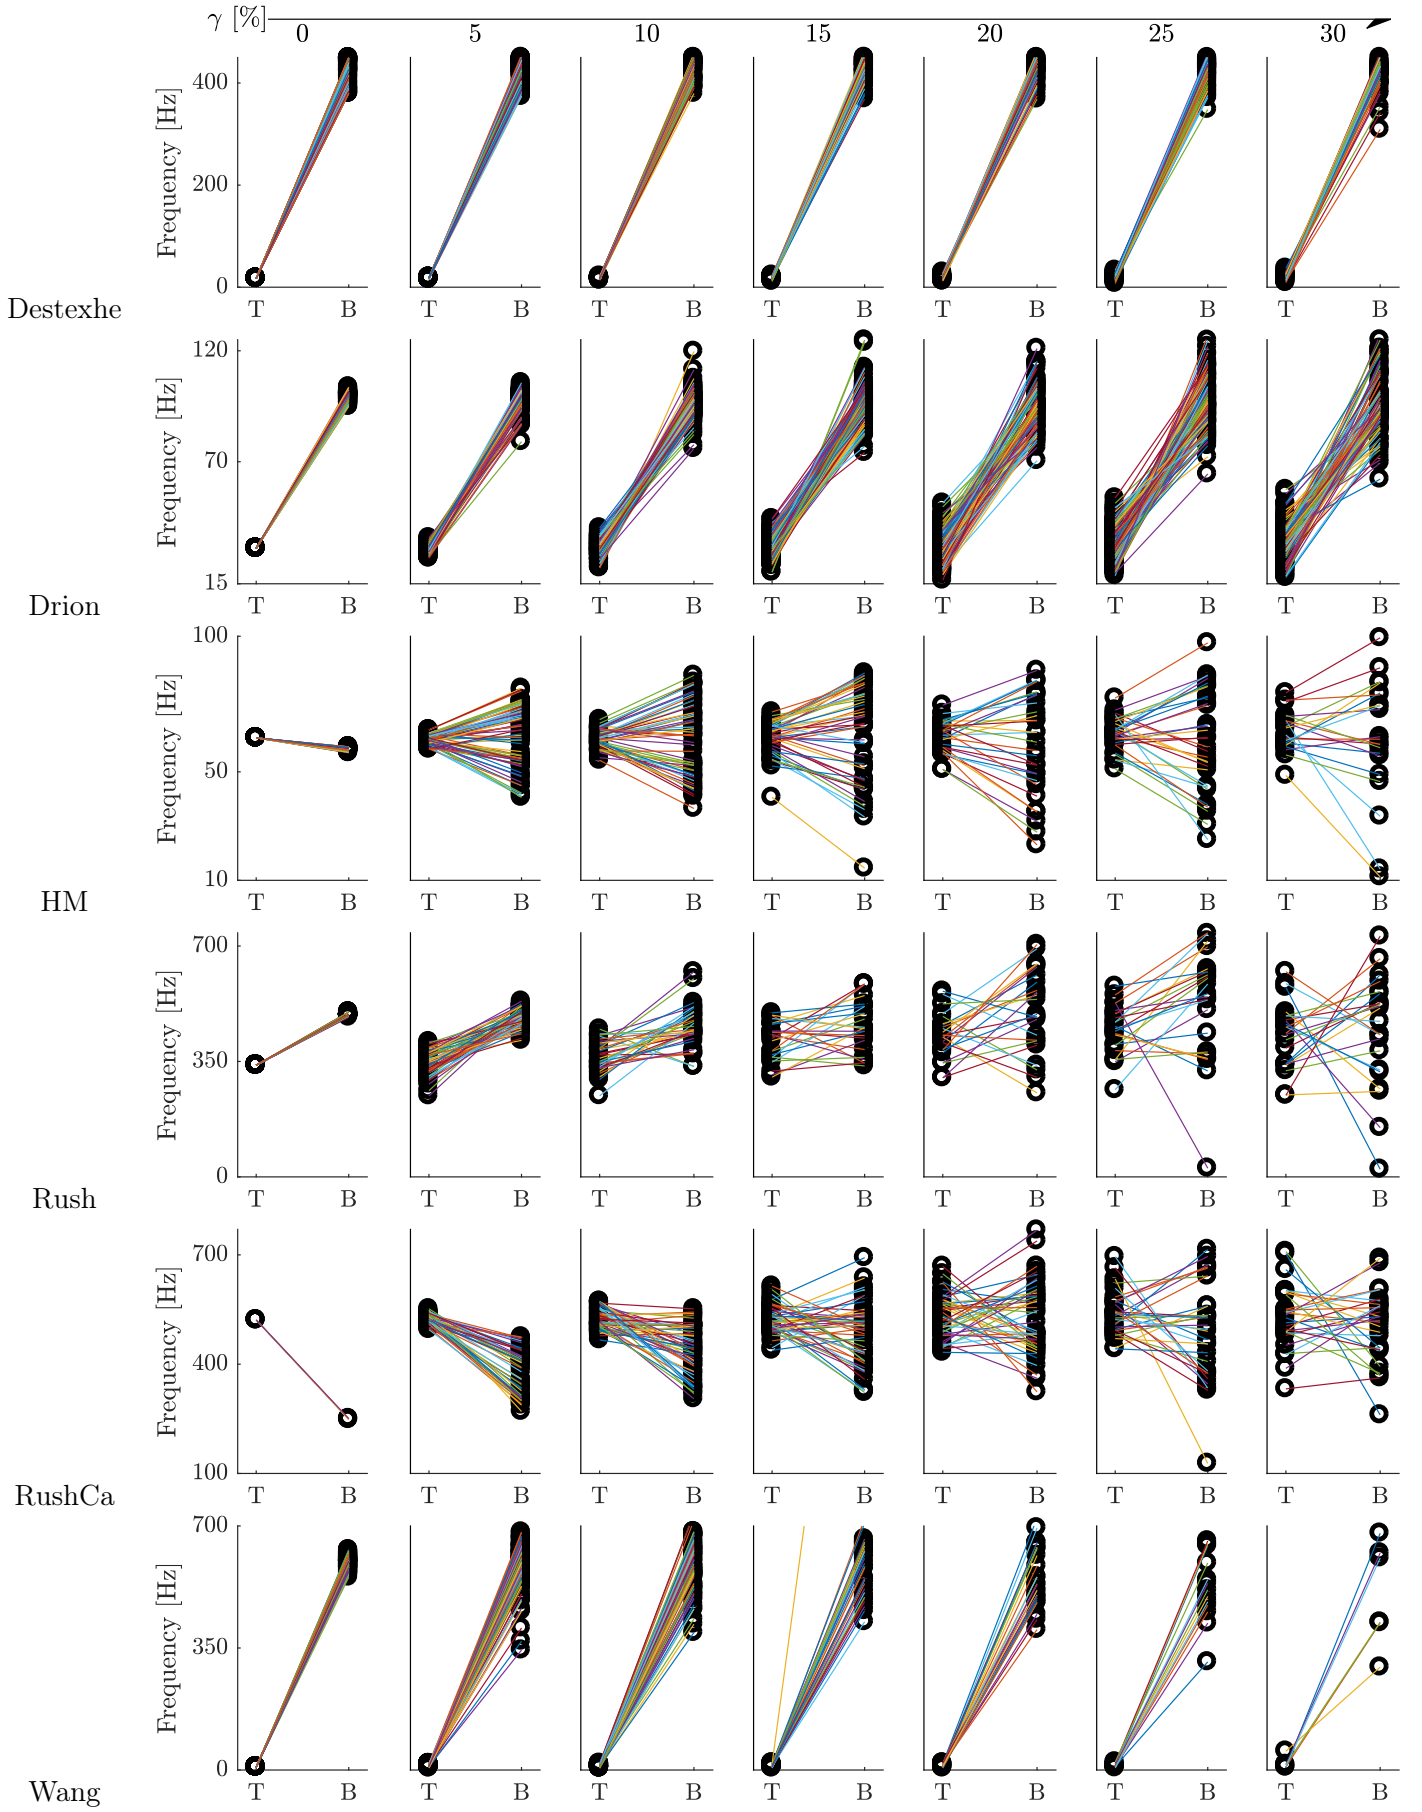 γ [%]
0 5 10 15 20 25 30
Frequency [Hz]
400
200
0
T B T B T B T B T B T B T B
Destexhe
Frequency [Hz]
120
70
15
T B T B T B T B T B T B T B
Drion
Frequency [Hz]
100
50
10
T B T B T B T B T B T B T B
HM
Frequency [Hz]
700
350
0
T B T B T B T B T B T B T B
Rush
Frequency [Hz]
700
400
100
T B T B T B T B T B T B T B
RushCa
Frequency [Hz]
700
350
0
T B T B T B T B T B T B T B
Wang